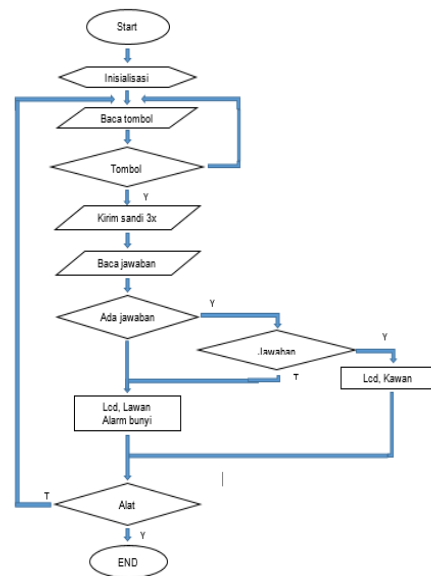 Start
Inisialisasi
Baca tombol
Tombol
Y
Kirim sandi 3x
Baca jawaban
Ada jawaban
Y
Jawaban
Y
T
Lcd, Kawan
Lcd, Lawan
Alarm bunyi
T
Alat
Y
END